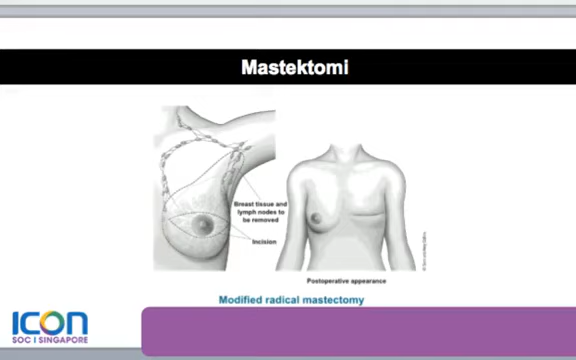 Mastektomi
Breast tissue and
lymph nodes to
be removed
Incision
Postoperative appearance
Modified radical mastectomy
ICON
SOC | SINGAPORE